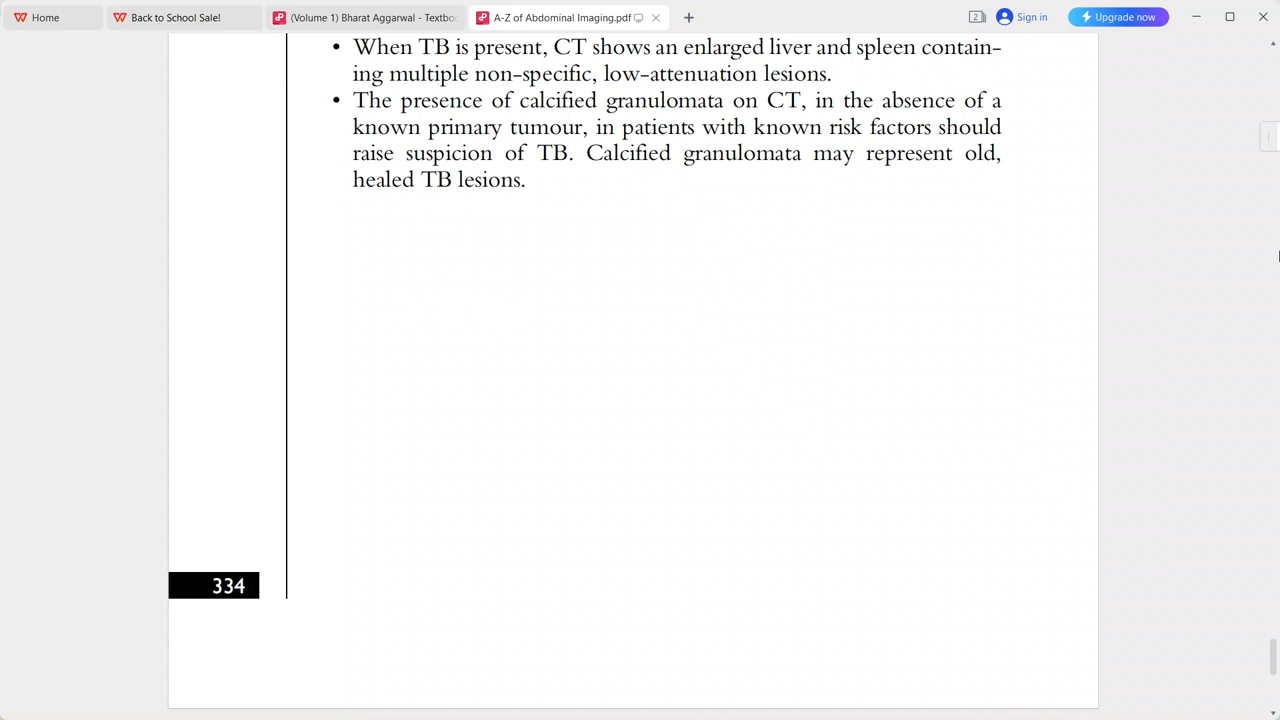 Home
Back to School Sale
(Volume 1) Bharat Aggarwal - Textbo
A-Z of Abdominal Imaging.pdf
2
Sign in
Upgrade now
• When TB is present, CT shows an enlarged liver and spleen contain-
ing multiple non-specific, low-attenuation lesions.
• The presence of calcified granulomata on CT, in the absence of a
known primary tumour, in patients with known risk factors should
raise suspicion of TB. Calcified granulomata may represent old,
healed TB lesions.
334